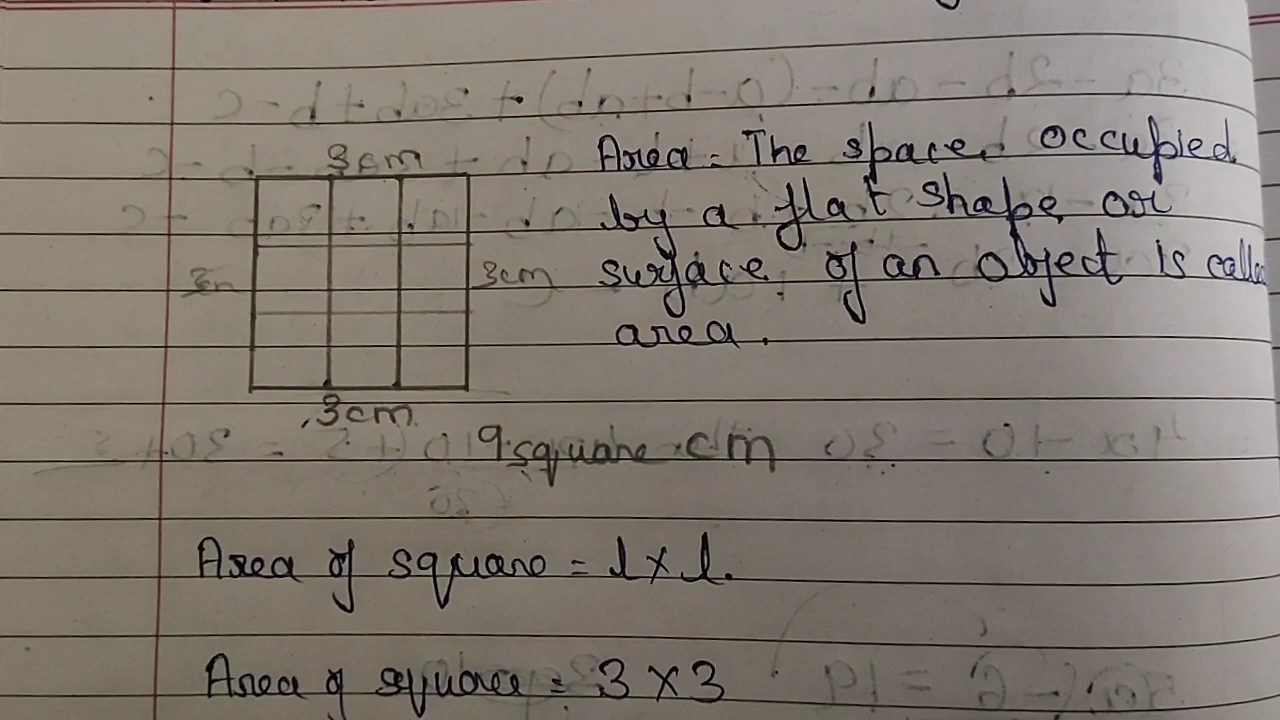 3cm
Area = The space occupied
by a flat shape or
3cm
surface of an object is called
area.
3cm
9 square cm
Area of square = l x l.
Area of square = 3 x 3